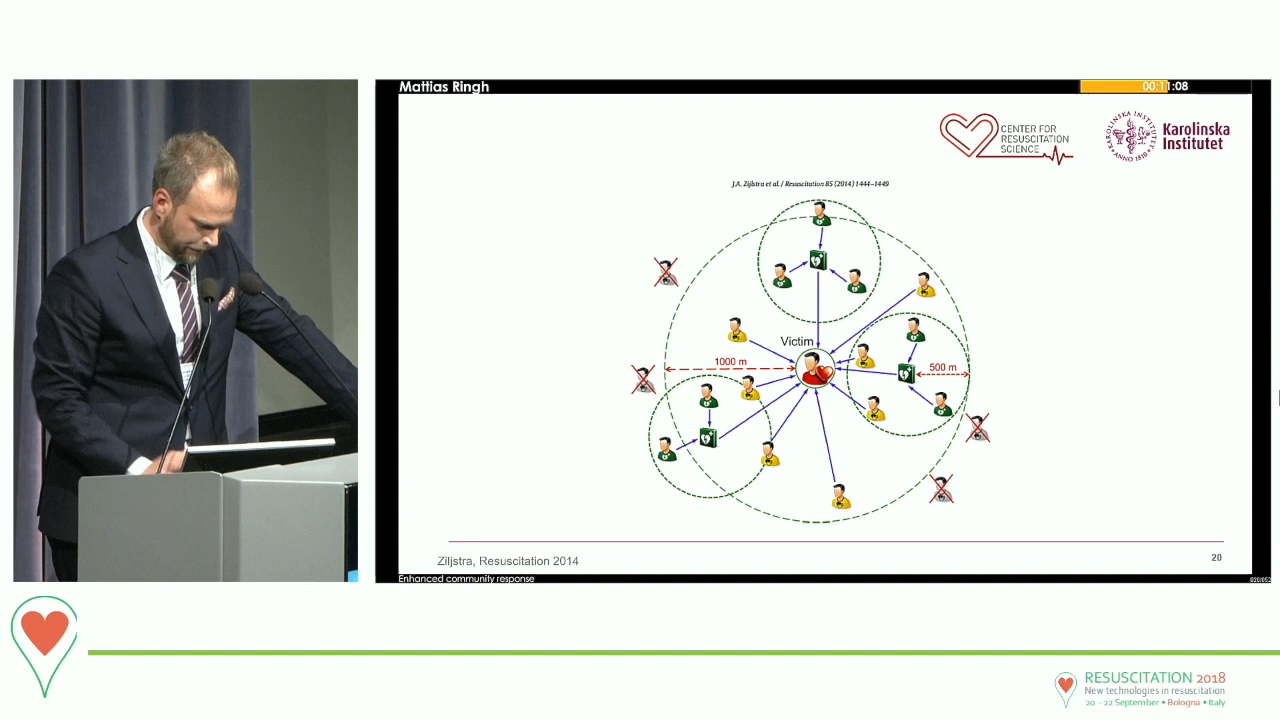 Mattias Ringh
00:11:08
CENTER FOR
RESUSCITATION
SCIENCE
ANNO 1810
Karolinska
Institutet
J.A. Zijlstra et al. / Resuscitation 85 (2014) 1444–1449
Victim
1000 m
500 m
Ziljstra, Resuscitation 2014
20
Enhanced community response
RESUSCITATION 2018
New technologies in resuscitation
20 - 22 September • Bologna • Italy